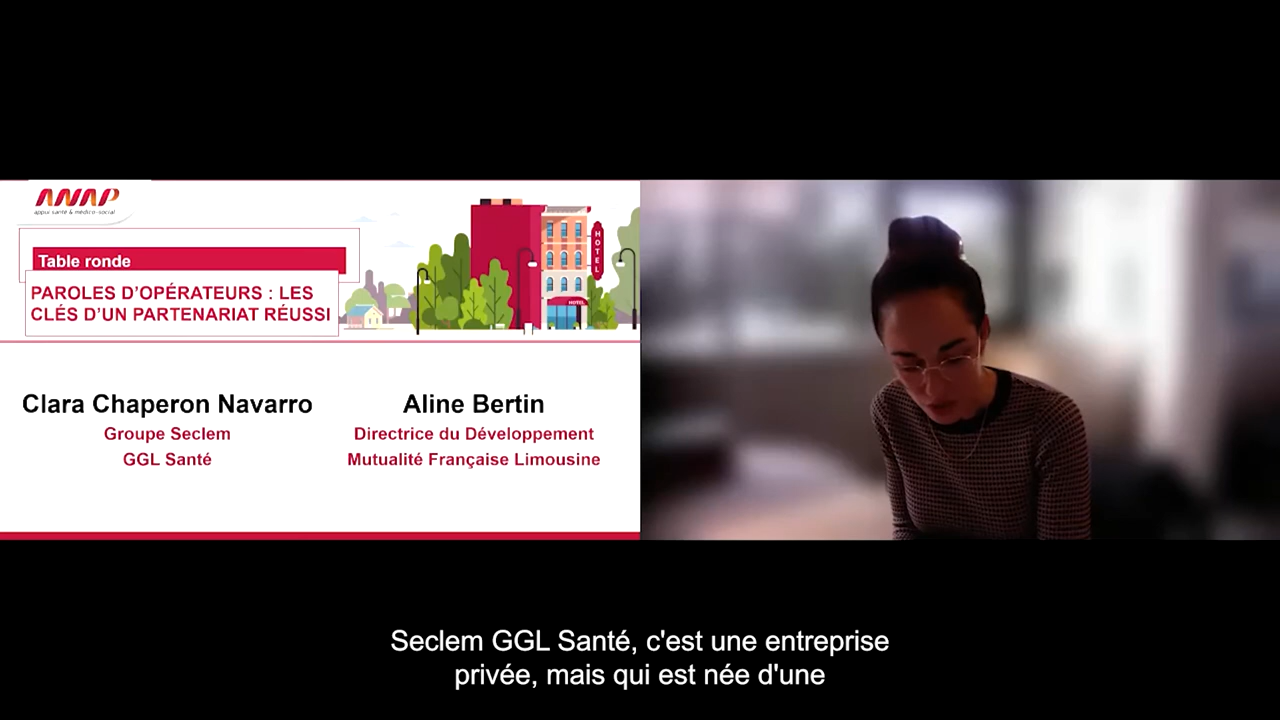 ANAP
appui santé & médico-social
Table ronde
PAROLES D'OPÉRATEURS : LES
CLÉS D'UN PARTENARIAT RÉUSSI
HOTEL
HOTEL
Clara Chaperon Navarro
Groupe Seclem
GGL Santé
Aline Bertin
Directrice du Développement
Mutualité Française Limousine
Seclem GGL Santé, c'est une entreprise
privée, mais qui est née d'une